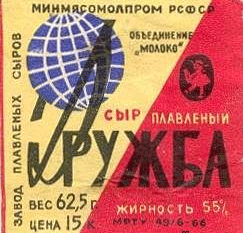 МИНМЯСОМОЛПРОМ РСФСР
ОБЪЕДИНЕНИЕ
„МОЛОКО"
ЗАВОД ПЛАВЛЕНЫХ СЫРОВ
СЫР ПЛАВЛЕНЫЙ
ДРУЖБА
ВЕС 62,5 Г
ЦЕНА 15 К
ЖИРНОСТЬ 55%
МРТУ 49/6-66